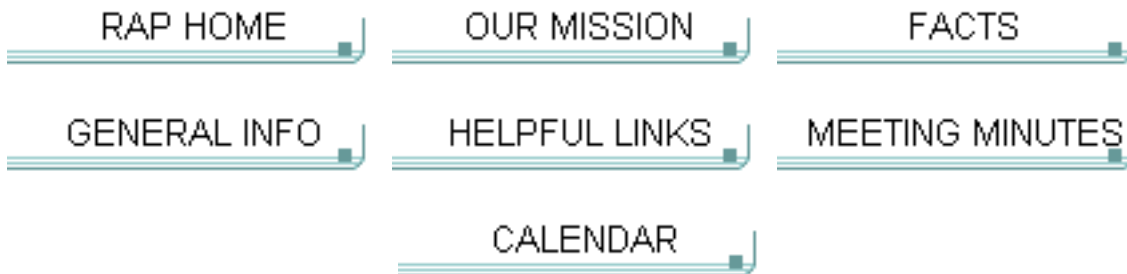 RAP HOME OUR MISSION FACTS
GENERAL INFO HELPFUL LINKS MEETING MINUTES
CALENDAR